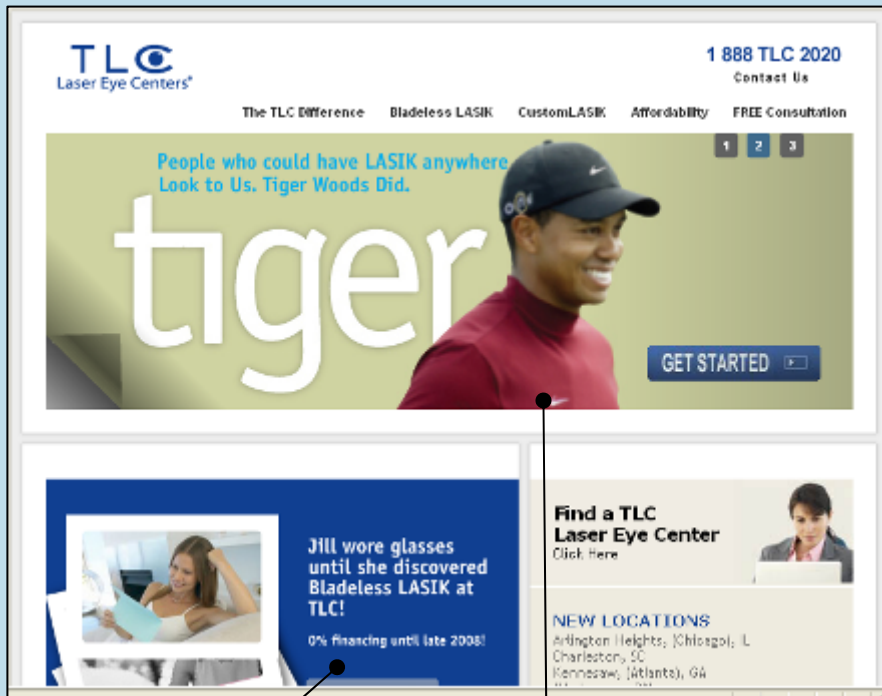 TLC
Laser Eye Centers®
1 888 TLC 2020
Contact Us
The TLC Difference Bladeless LASIK CustomLASIK Affordability FREE Consultation
1 2 3
People who could have LASIK anywhere
Look to Us. Tiger Woods Did.
tiger
GET STARTED
Jill wore glasses
until she discovered
Bladeless LASIK at
TLC!
0% financing until late 2008!
Find a TLC
Laser Eye Center
Click Here
NEW LOCATIONS
Arlington Heights, (Chicago), IL
Charleston, SC
Kennesaw, (Atlanta), GA